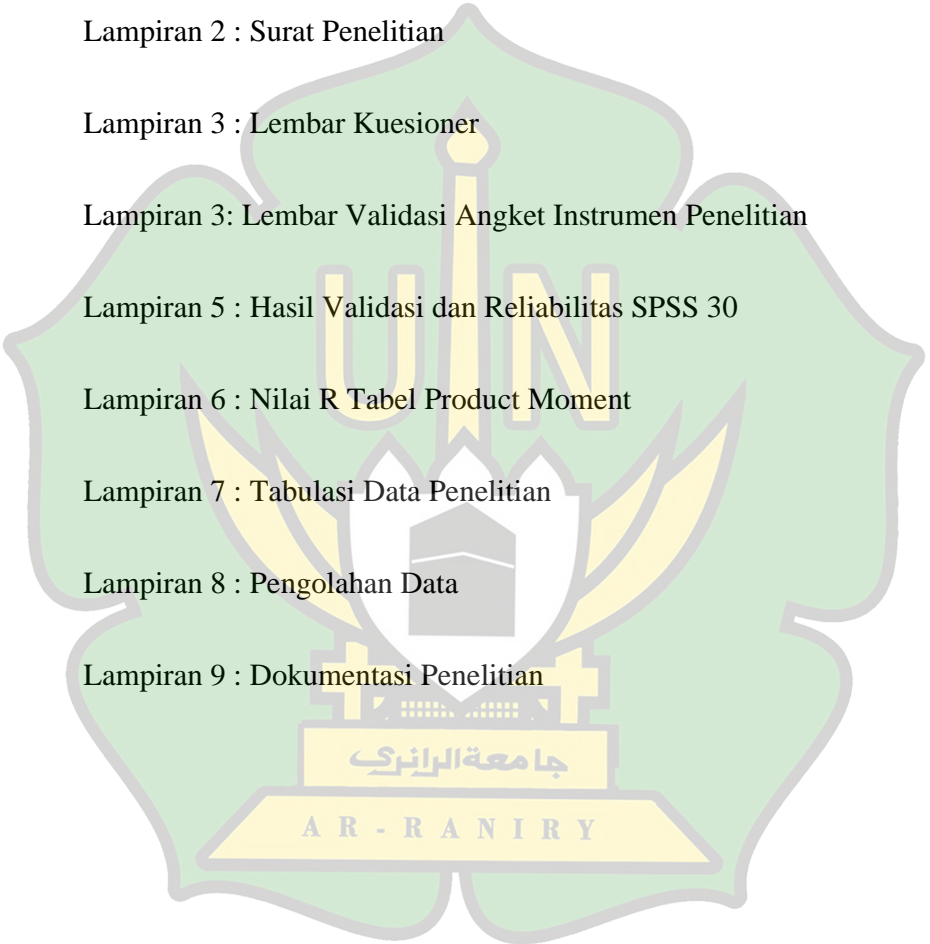 Lampiran 2 : Surat Penelitian
Lampiran 3 : Lembar Kuesioner
Lampiran 3: Lembar Validasi Angket Instrumen Penelitian
Lampiran 5 : Hasil Validasi dan Reliabilitas SPSS 30
Lampiran 6 : Nilai R Tabel Product Moment
Lampiran 7 : Tabulasi Data Penelitian
Lampiran 8 : Pengolahan Data
Lampiran 9 : Dokumentasi Penelitian
UIN
جامعةالرانري
AR-RANIRY